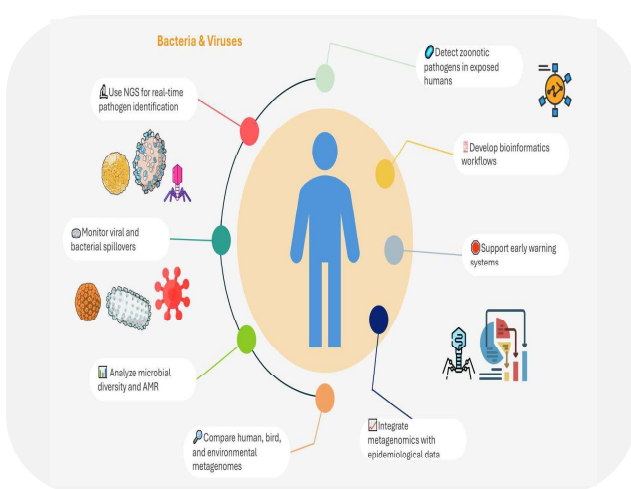 Bacteria & Viruses
Detect zoonotic
pathogens in exposed
humans
Use NGS for real-time
pathogen identification
Develop bioinformatics
workflows
Monitor viral and
bacterial spillovers
Support early warning
systems
Analyze microbial
diversity and AMR
Integrate
metagenomics with
epidemiological data
Compare human, bird,
and environmental
metagenomes